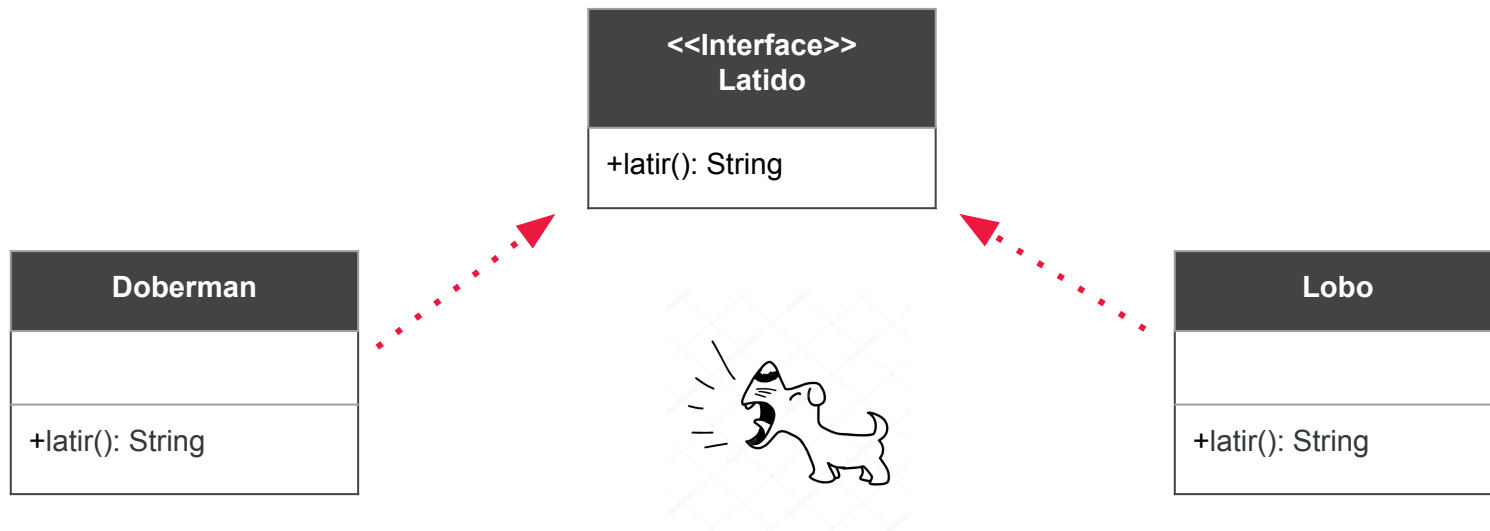 <<Interface>>
Latido
+latir(): String
Doberman
+latir(): String
Lobo
+latir(): String